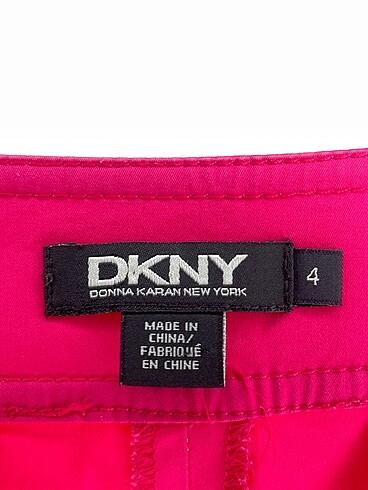 DKNY
DONNA KARAN NEW YORK
4
MADE IN
CHINA/
FABRIQUÉ
EN CHINE